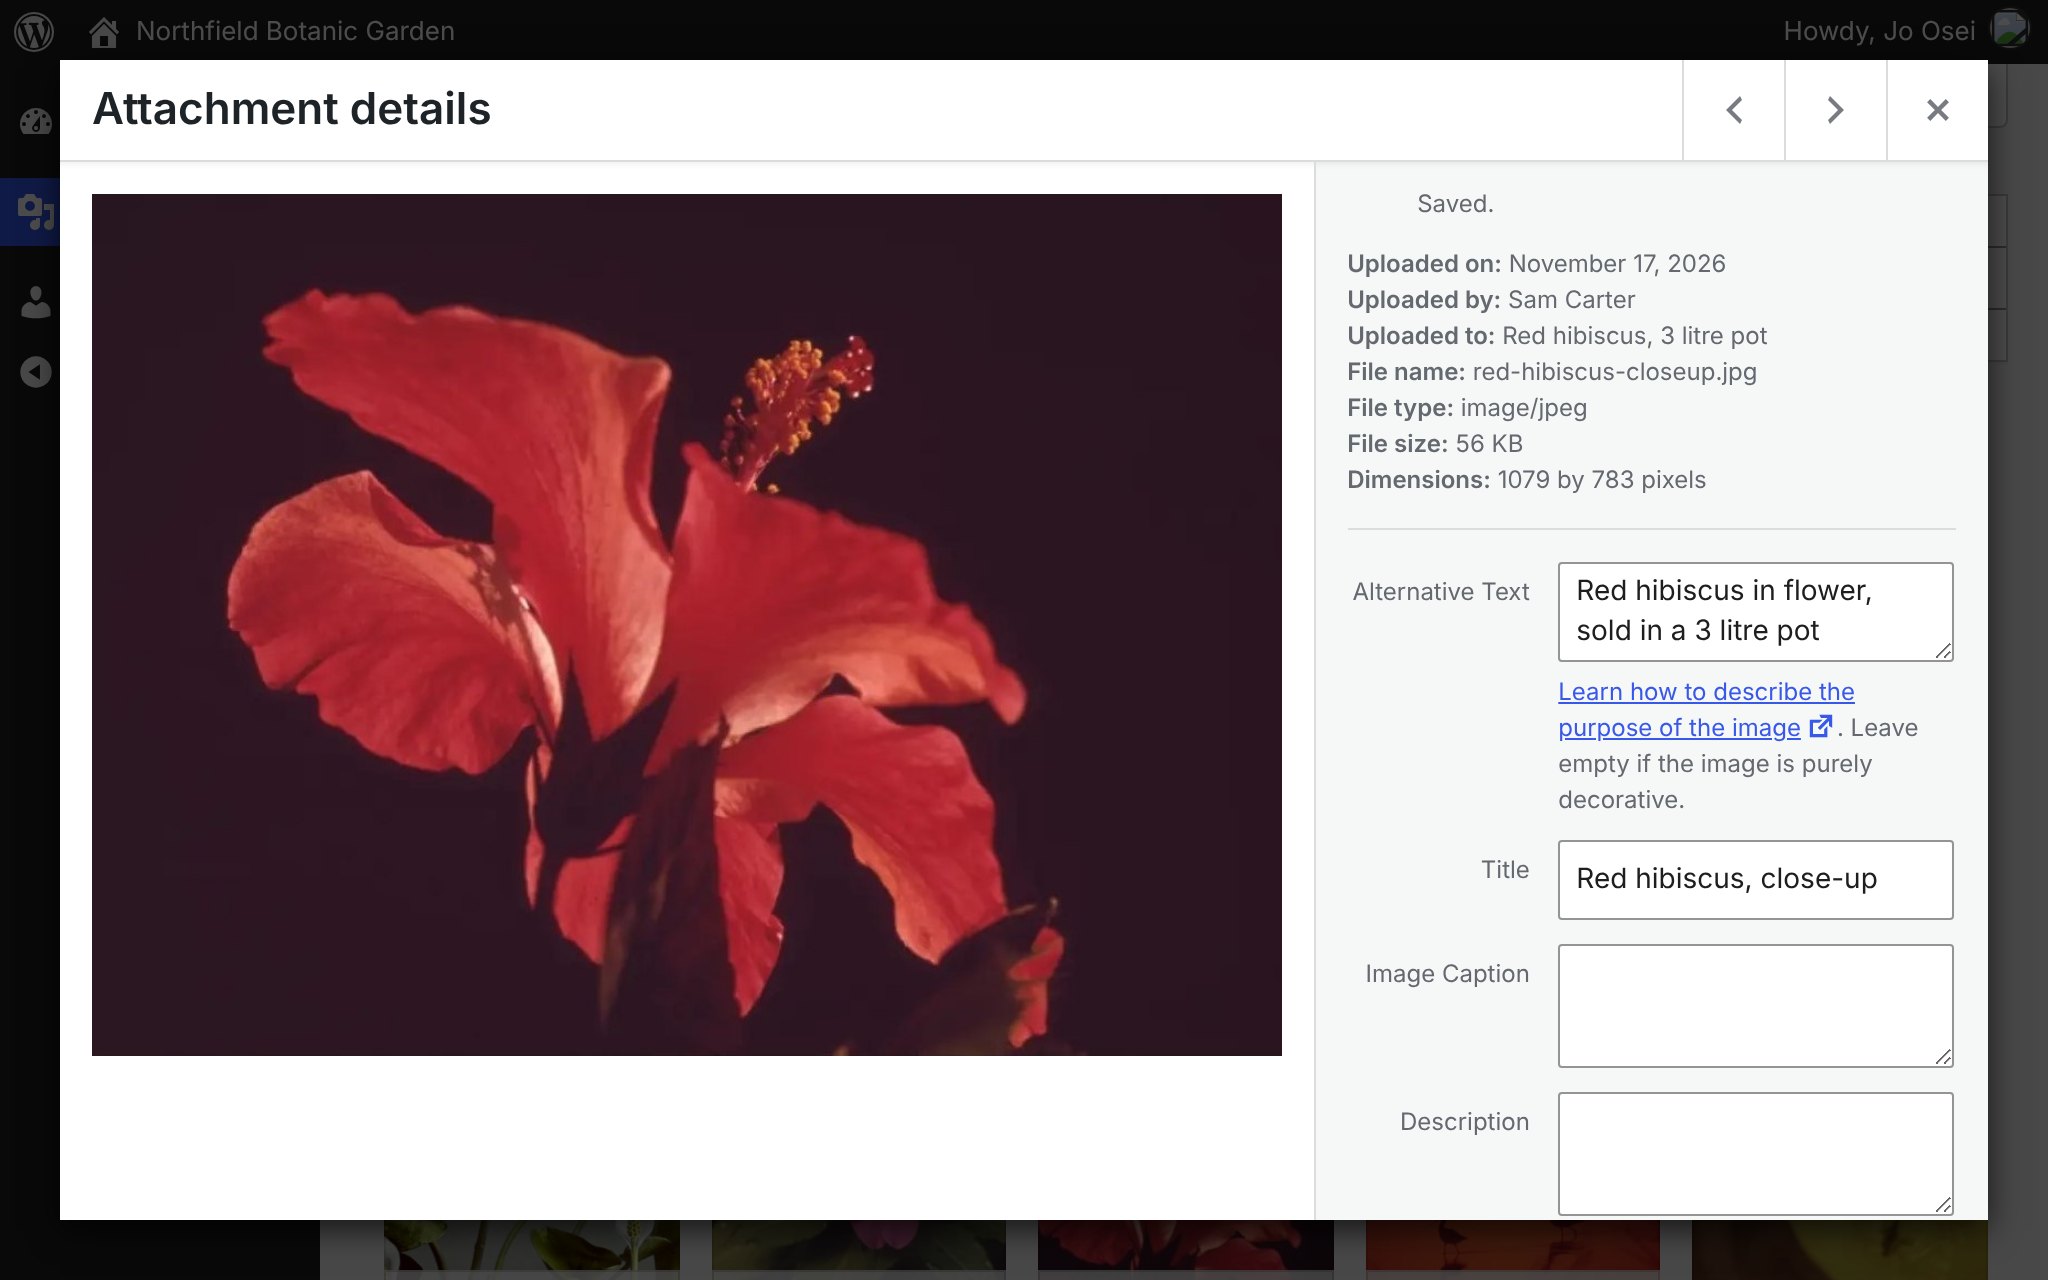 Northfield Botanic Garden
Howdy, Jo Osei
Attachment details
Saved.
Uploaded on: November 17, 2026
Uploaded by: Sam Carter
Uploaded to: Red hibiscus, 3 litre pot
File name: red-hibiscus-closeup.jpg
File type: image/jpeg
File size: 56 KB
Dimensions: 1079 by 783 pixels
Alternative Text
Red hibiscus in flower,
sold in a 3 litre pot
Learn how to describe the
purpose of the image . Leave
empty if the image is purely
decorative.
Title
Red hibiscus, close-up
Image Caption
Description